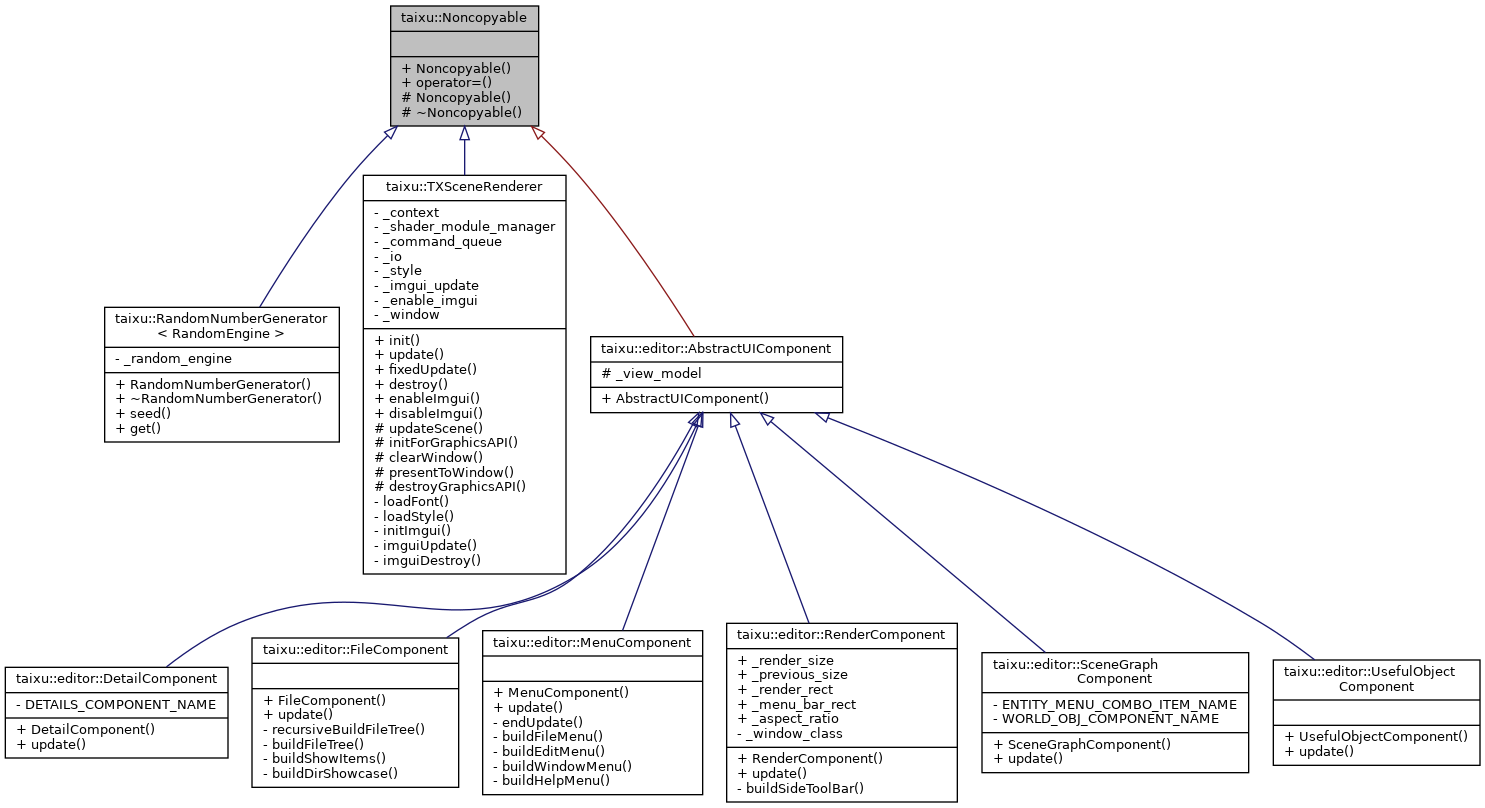 taixu::Noncopyable
+ Noncopyable()
+ operator=()
# Noncopyable()
# ~Noncopyable()
taixu::RandomNumberGenerator
< RandomEngine >
- _random_engine
+ RandomNumberGenerator()
+ ~RandomNumberGenerator()
+ seed()
+ get()
taixu::TXSceneRenderer
- _context
- _shader_module_manager
- _command_queue
- _io
- _style
- _imgui_update
- _enable_imgui
- _window
+ init()
+ update()
+ fixedUpdate()
+ destroy()
+ enableImgui()
+ disableImgui()
# updateScene()
# initForGraphicsAPI()
# clearWindow()
# presentToWindow()
# destroyGraphicsAPI()
- loadFont()
- loadStyle()
- initImgui()
- imguiUpdate()
- imguiDestroy()
taixu::editor::AbstractUIComponent
# _view_model
+ AbstractUIComponent()
taixu::editor::DetailComponent
- DETAILS_COMPONENT_NAME
+ DetailComponent()
+ update()
taixu::editor::FileComponent
+ FileComponent()
+ update()
- recursiveBuildFileTree()
- buildFileTree()
- buildShowItems()
- buildDirShowcase()
taixu::editor::MenuComponent
+ MenuComponent()
+ update()
- endUpdate()
- buildFileMenu()
- buildEditMenu()
- buildWindowMenu()
- buildHelpMenu()
taixu::editor::RenderComponent
+ _render_size
+ _previous_size
+ _render_rect
+ _menu_bar_rect
+ _aspect_ratio
- _window_class
+ RenderComponent()
+ update()
- buildSideToolBar()
taixu::editor::SceneGraph
Component
- ENTITY_MENU_COMBO_ITEM_NAME
- WORLD_OBJ_COMPONENT_NAME
+ SceneGraphComponent()
+ update()
taixu::editor::UsefulObject
Component
+ UsefulObjectComponent()
+ update()